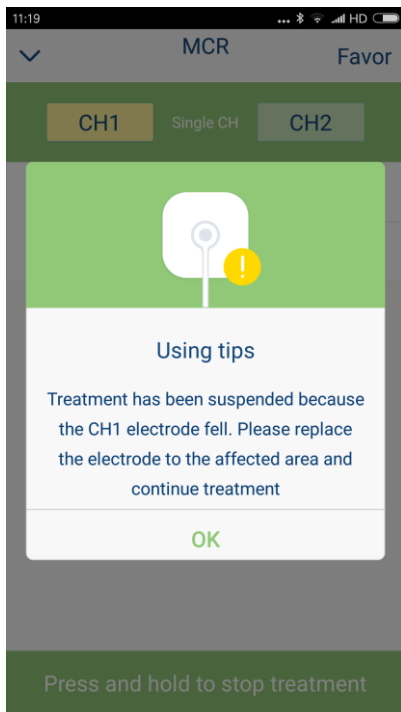 11:19 ... HD
MCR
Favor
CH1 Single CH CH2
!
Using tips
Treatment has been suspended because
the CH1 electrode fell. Please replace
the electrode to the affected area and
continue treatment
OK
Press and hold to stop treatment